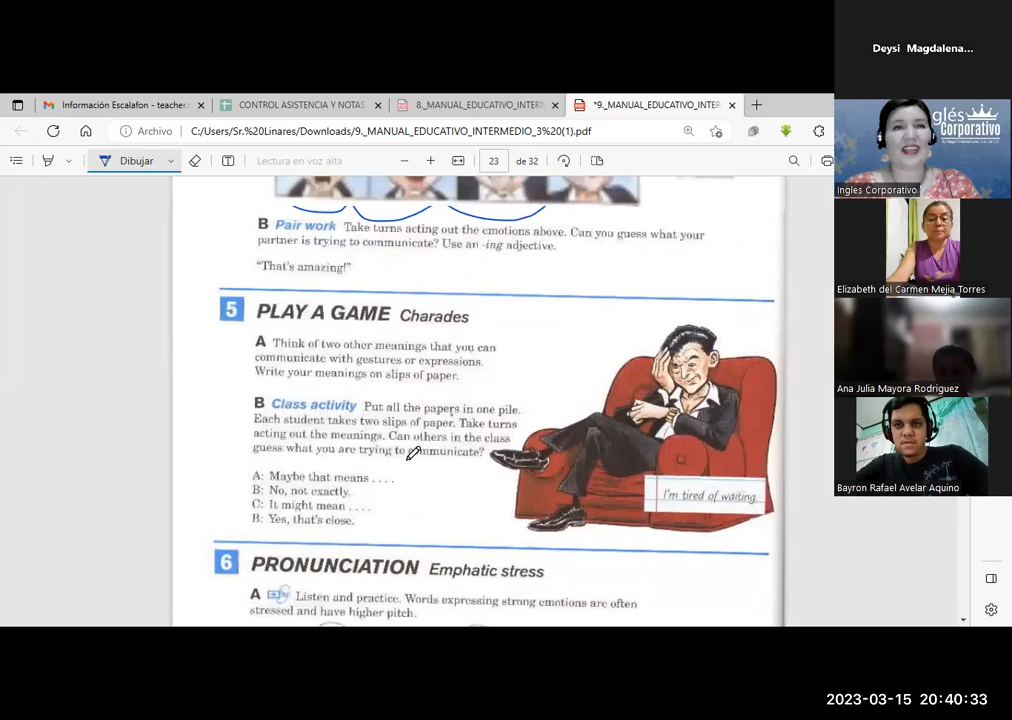 Deysi Magdalena...
Información Escalafon - teacher.
CONTROL ASISTENCIA Y NOTAS
8._MANUAL_EDUCATIVO_INTERN
*9._MANUAL_EDUCATIVO_INTER
Archivo
C:/Users/Sr.%20Linares/Downloads/9._MANUAL_EDUCATIVO_INTERMEDIO_3%20(1).pdf
Dibujar
Lectura en voz alta
23
de 32
glés
Corporativo
Ingles Corporativo
Elizabeth del Carmen Mejia Torres
Ana Julia Mayora Rodriguez
Bayron Rafael Avelar Aquino
B Pair work Take turns acting out the emotions above. Can you guess what your
partner is trying to communicate? Use an -ing adjective.
"That's amazing!"
5 PLAY A GAME Charades
A Think of two other meanings that you can
communicate with gestures or expressions.
Write your meanings on slips of paper.
B Class activity Put all the papers in one pile.
Each student takes two slips of paper. Take turns
acting out the meanings. Can others in the class
guess what you are trying to communicate?
A: Maybe that means . . . .
B: No, not exactly.
C: It might mean . . . .
B: Yes, that's close.
I'm tired of waiting.
6 PRONUNCIATION Emphatic stress
A Listen and practice. Words expressing strong emotions are often
stressed and have higher pitch.
2023-03-15 20:40:33